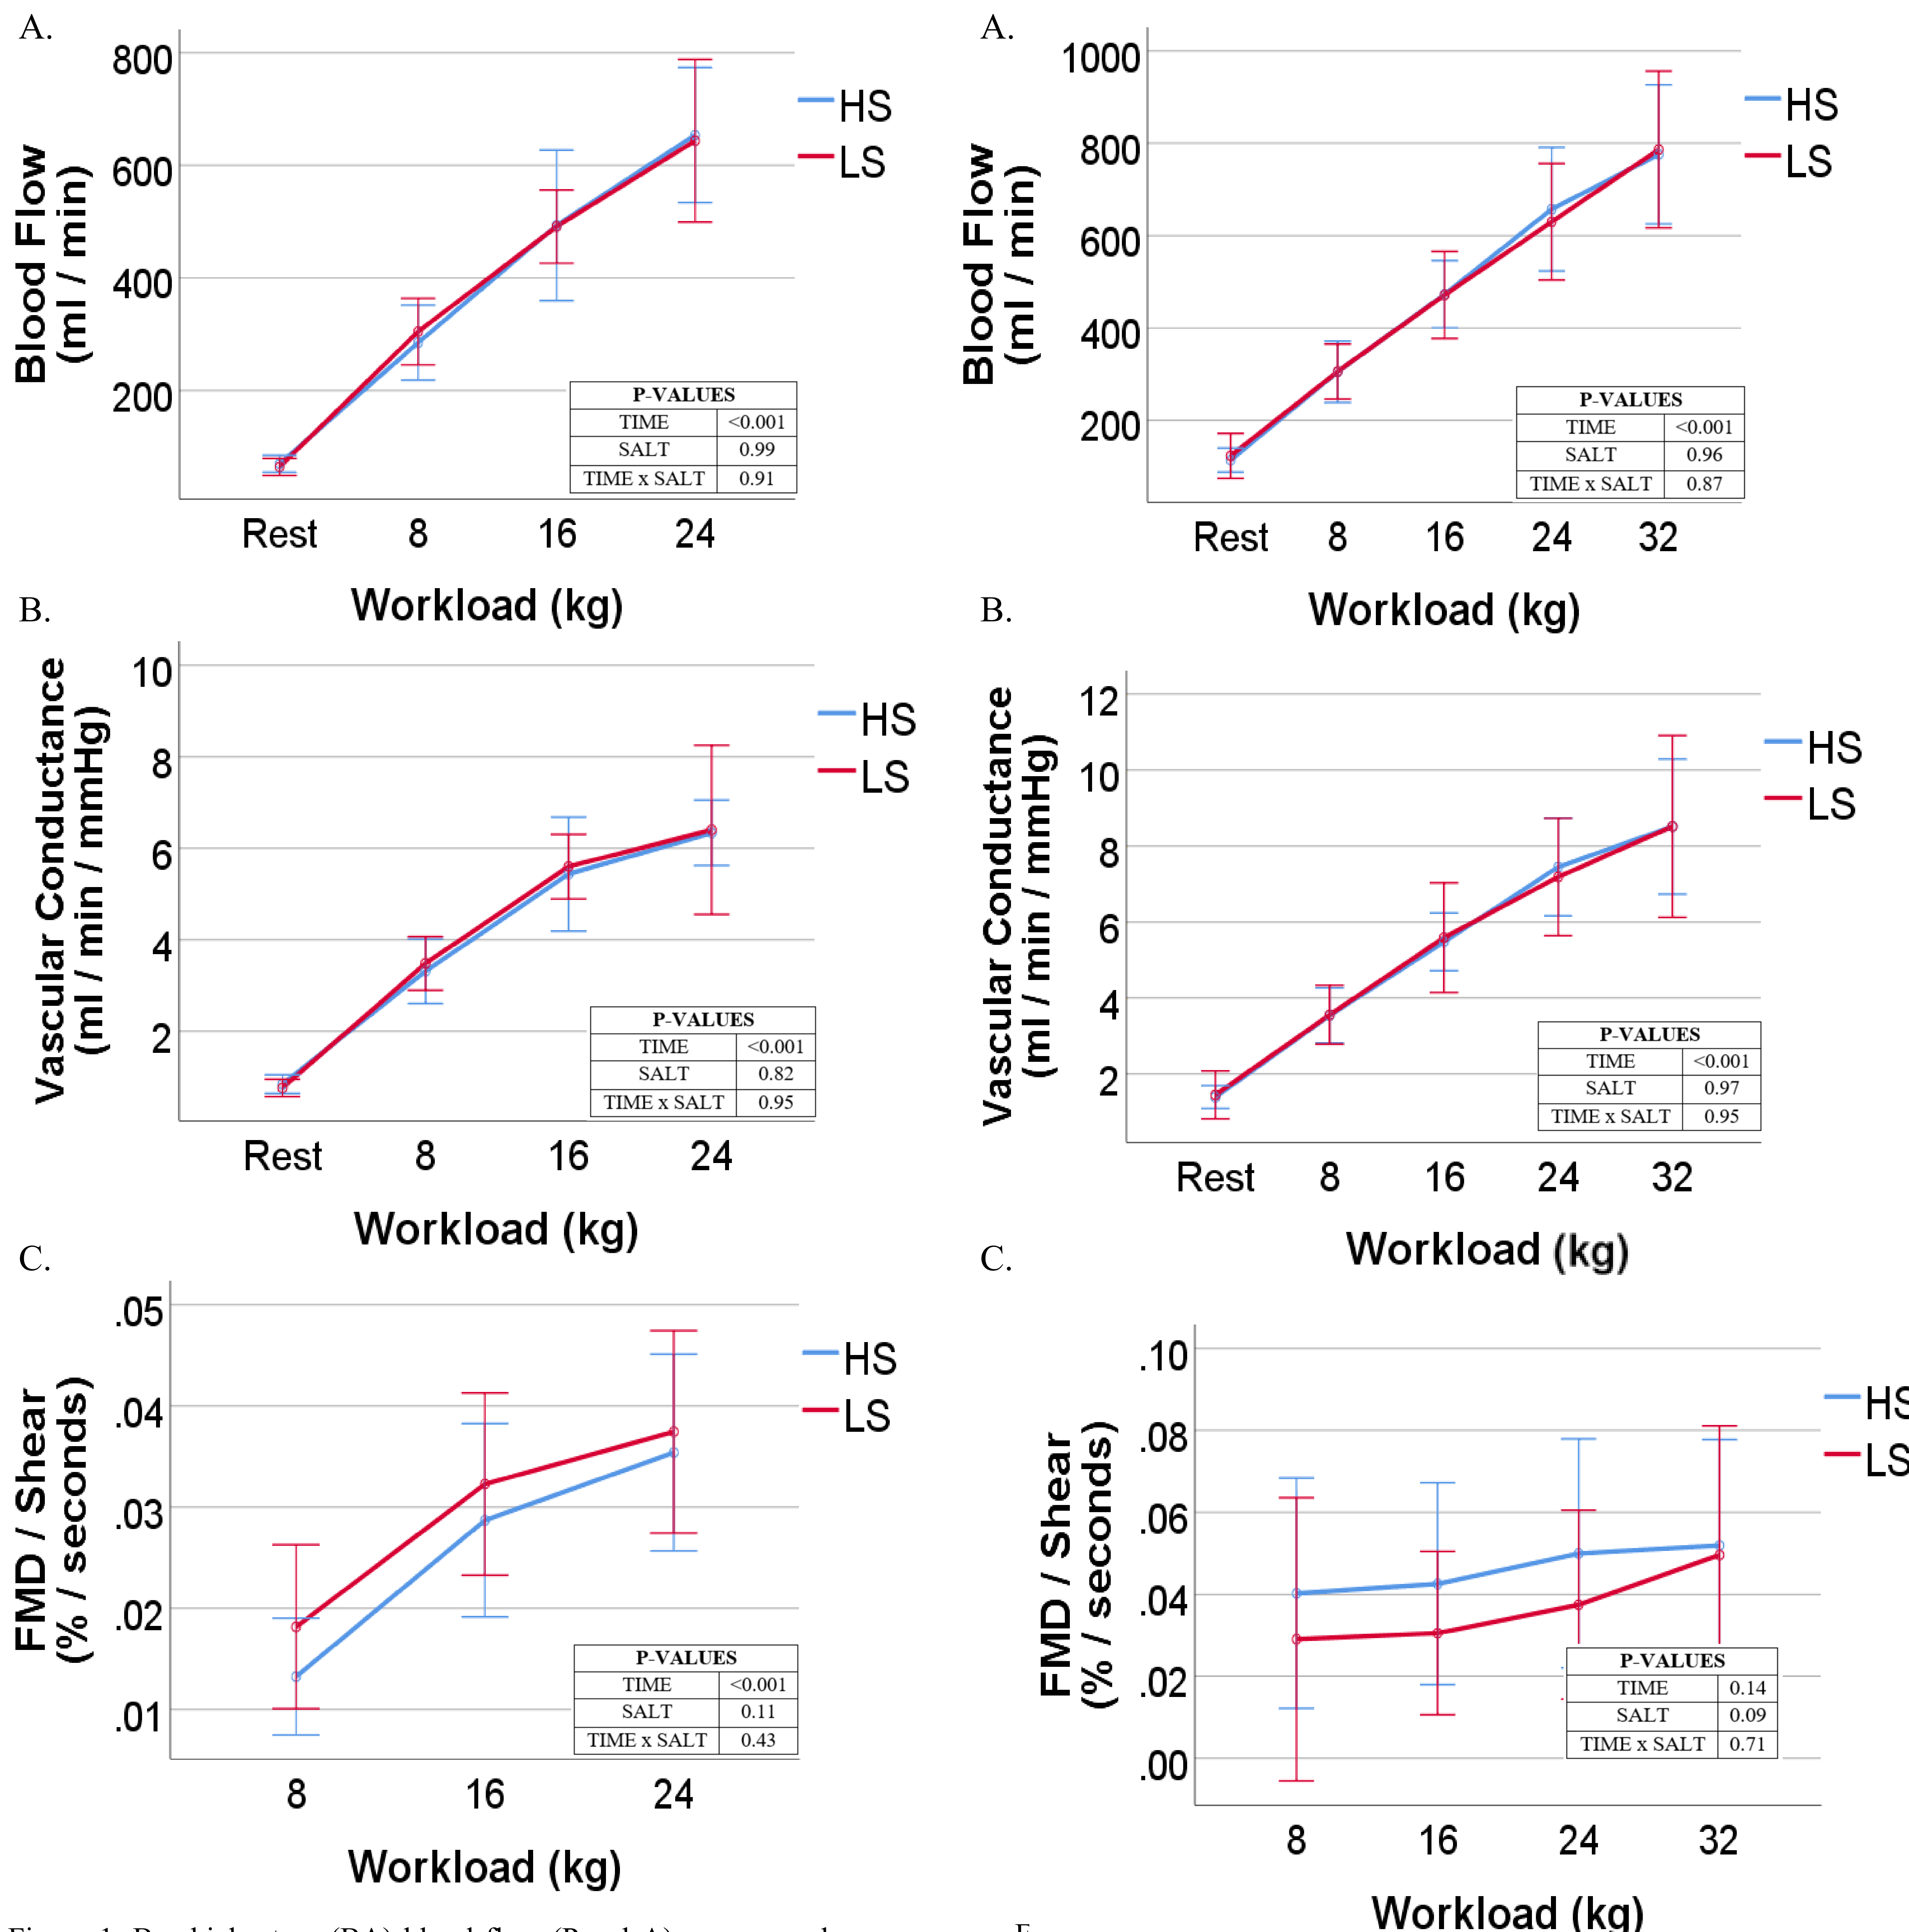 A.
800
600
400
200
Blood Flow
(ml / min)
HS
LS
P-VALUES
TIME <0.001
SALT 0.99
TIME x SALT 0.91
Rest 8 16 24
Workload (kg)
B.
10
8
6
4
2
Vascular Conductance
(ml / min / mmHg)
HS
LS
P-VALUES
TIME <0.001
SALT 0.82
TIME x SALT 0.95
Rest 8 16 24
Workload (kg)
C.
.05
.04
.03
.02
.01
FMD / Shear
(% / seconds)
HS
LS
P-VALUES
TIME <0.001
SALT 0.11
TIME x SALT 0.43
8 16 24
Workload (kg)
A.
1000
800
600
400
200
Blood Flow
(ml / min)
HS
LS
P-VALUES
TIME <0.001
SALT 0.96
TIME x SALT 0.87
Rest 8 16 24 32
Workload (kg)
B.
12
10
8
6
4
2
Vascular Conductance
(ml / min / mmHg)
HS
LS
P-VALUES
TIME <0.001
SALT 0.97
TIME x SALT 0.95
Rest 8 16 24 32
Workload (kg)
C.
.10
.08
.06
.04
.02
.00
FMD / Shear
(% / seconds)
HS
LS
P-VALUES
TIME 0.14
SALT 0.09
TIME x SALT 0.71
8 16 24 32
Workload (kg)